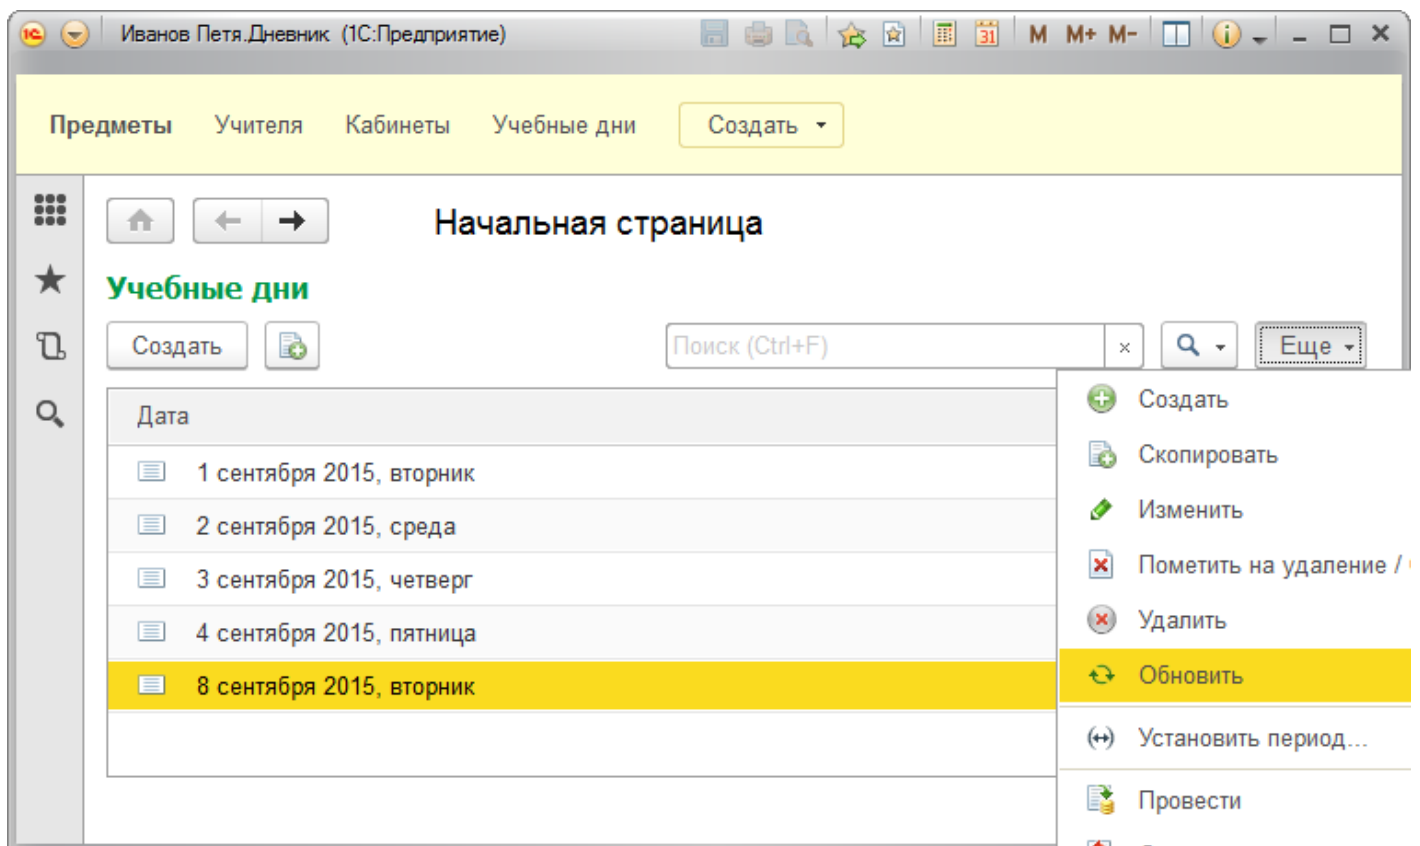 Иванов Петя.Дневник (1С:Предприятие)
31 M M+ M-
Предметы Учителя Кабинеты Учебные дни Создать
Начальная страница
Учебные дни
Создать Поиск (Ctrl+F) Еще
Дата
1 сентября 2015, вторник
2 сентября 2015, среда
3 сентября 2015, четверг
4 сентября 2015, пятница
8 сентября 2015, вторник
Создать
Скопировать
Изменить
Пометить на удаление /
Удалить
Обновить
Установить период...
Провести